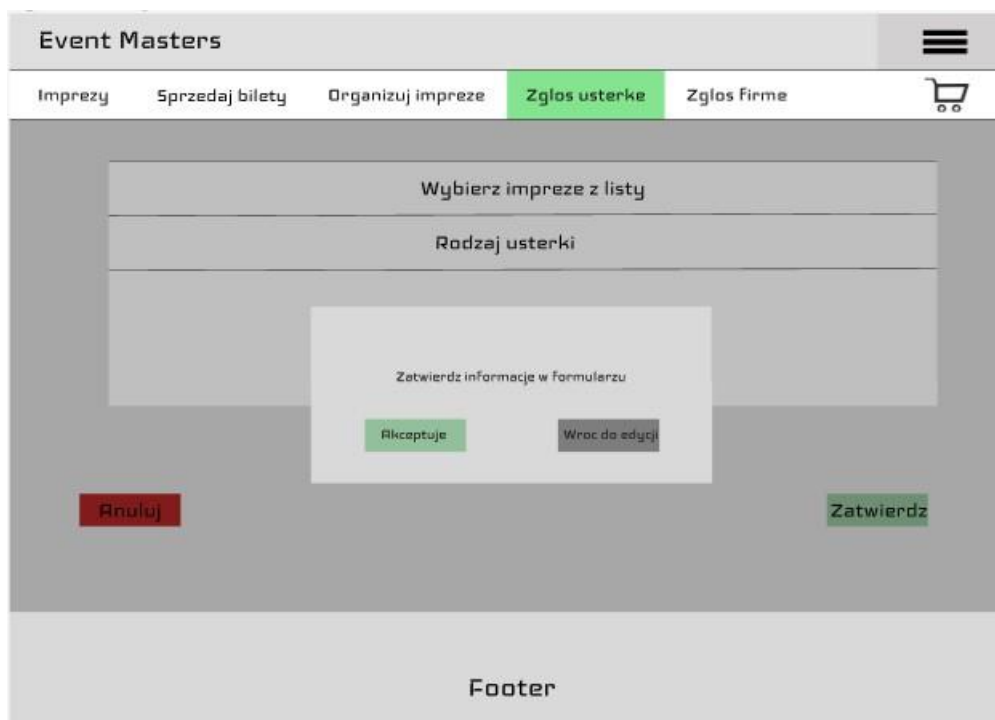 Event Masters
Imprezy Sprzedaj bilety Organizuj impreze Zglos usterke Zglos firme
Wybierz impreze z listy
Rodzaj usterki
Zatwierdz informacje w formularzu
Akceptuje Wroc do edycji
Anuluj Zatwierdz
Footer